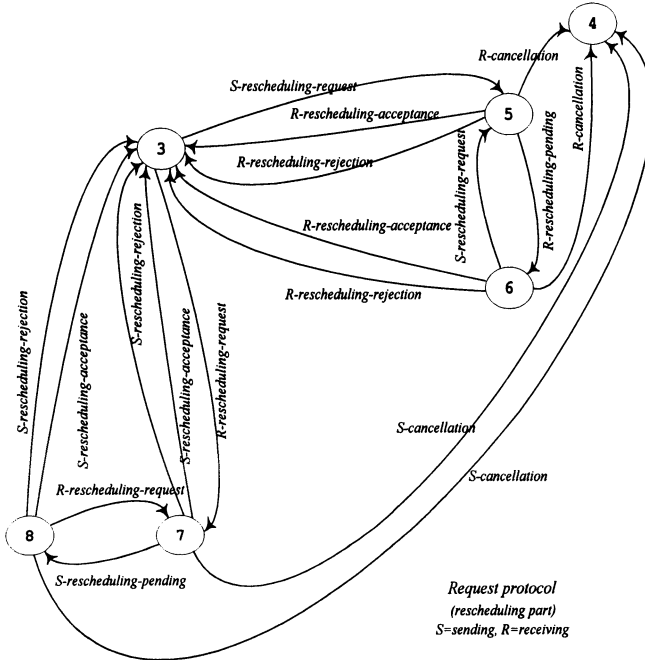 4
R-cancellation
S-rescheduling-request
R-cancellation
5
R-rescheduling-acceptance
3
R-rescheduling-rejection
S-rescheduling-request
R-rescheduling-pending
R-rescheduling-acceptance
6
R-rescheduling-rejection
S-rescheduling-rejection
S-rescheduling-acceptance
S-rescheduling-rejection
S-rescheduling-acceptance
R-rescheduling-request
S-cancellation
S-cancellation
R-rescheduling-request
8
7
S-rescheduling-pending
Request protocol
(rescheduling part)
S=sending, R=receiving